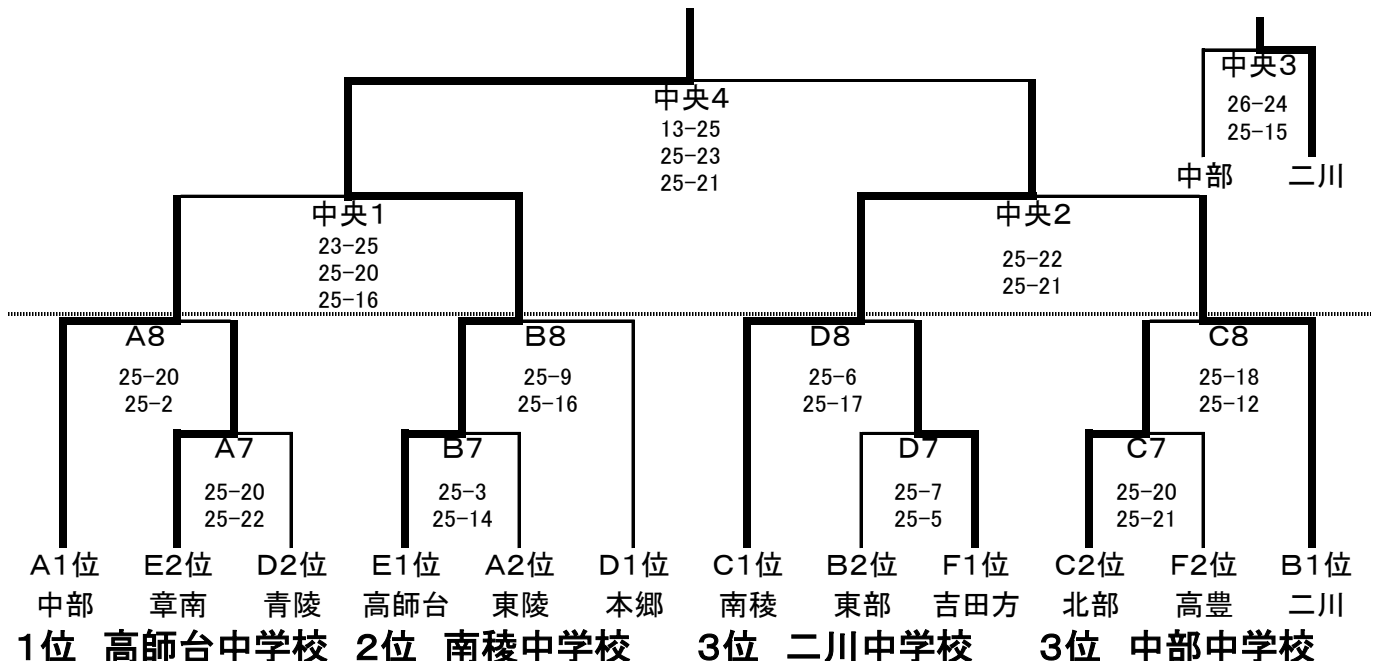 中央3
26-24
25-15
中部 二川
中央4
13-25
25-23
25-21
中央1
23-25
25-20
25-16
中央2
25-22
25-21
A8
25-20
25-2
B8
25-9
25-16
D8
25-6
25-17
C8
25-18
25-12
A7
25-20
25-22
B7
25-3
25-14
D7
25-7
25-5
C7
25-20
25-21
A1位 E2位 D2位 E1位 A2位 D1位 C1位 B2位 F1位 C2位 F2位 B1位
中部 章南 青陵 高師台 東陵 本郷 南稜 東部 吉田方 北部 高豊 二川
1位 高師台中学校 2位 南稜中学校 3位 二川中学校 3位 中部中学校